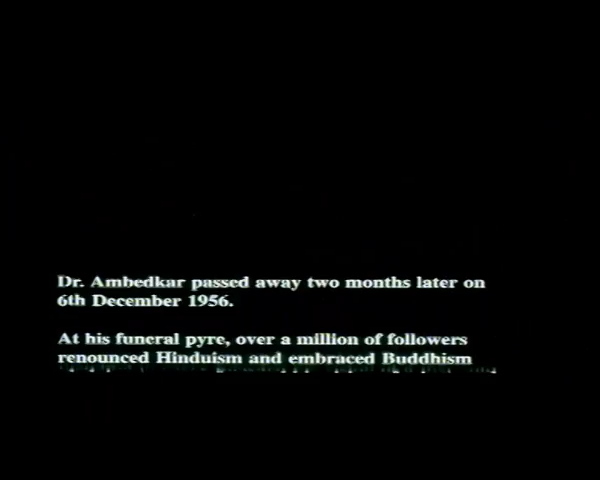 Dr. Ambedkar passed away two months later on
6th December 1956.
At his funeral pyre, over a million of followers
renounced Hinduism and embraced Buddhism